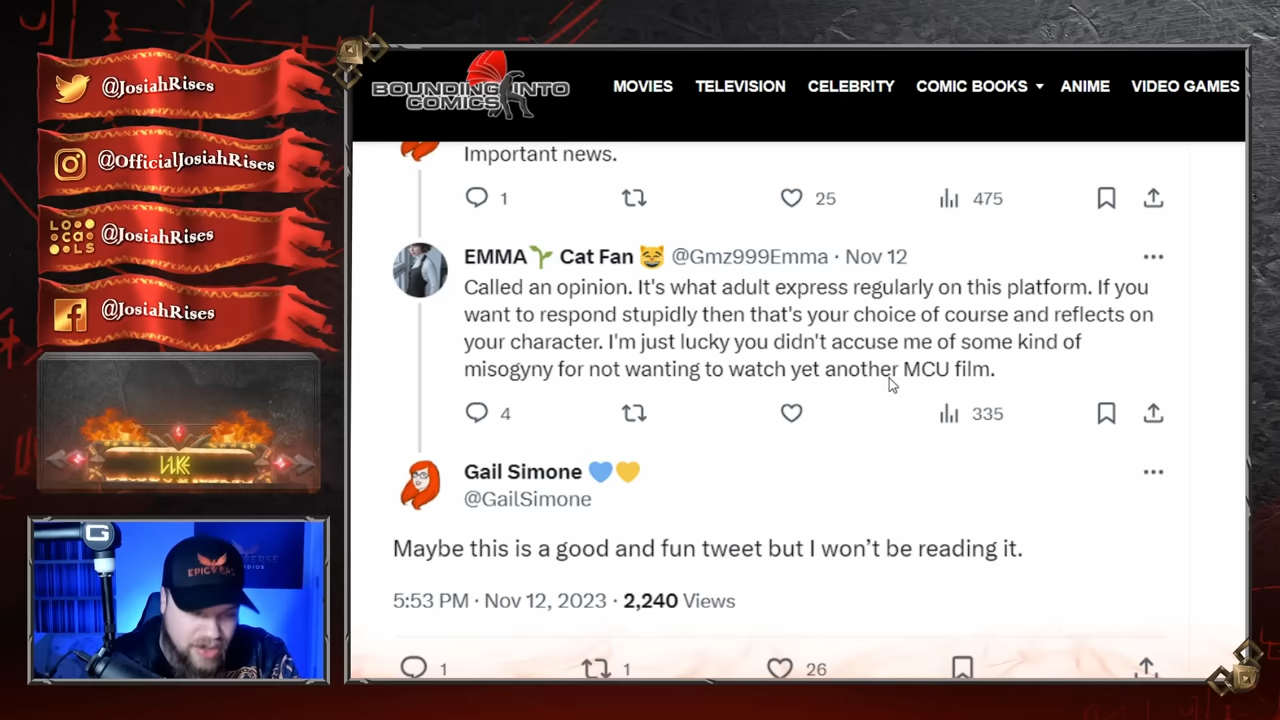 @JosiahRises
@OfficialJosiahRises
LO
ca
LS
@JosiahRises
@JosiahRises
G
EPICVERSE
BOUNDING INTO
COMICS
MOVIES TELEVISION CELEBRITY COMIC BOOKS ANIME VIDEO GAMES
Important news.
1 25 475
EMMA🌱 Cat Fan 😸 @Gmz999Emma · Nov 12
Called an opinion. It's what adult express regularly on this platform. If you
want to respond stupidly then that's your choice of course and reflects on
your character. I'm just lucky you didn't accuse me of some kind of
misogyny for not wanting to watch yet another MCU film.
4 335
Gail Simone 💙💛
@GailSimone
Maybe this is a good and fun tweet but I won’t be reading it.
5:53 PM · Nov 12, 2023 · 2,240 Views
1 1 26